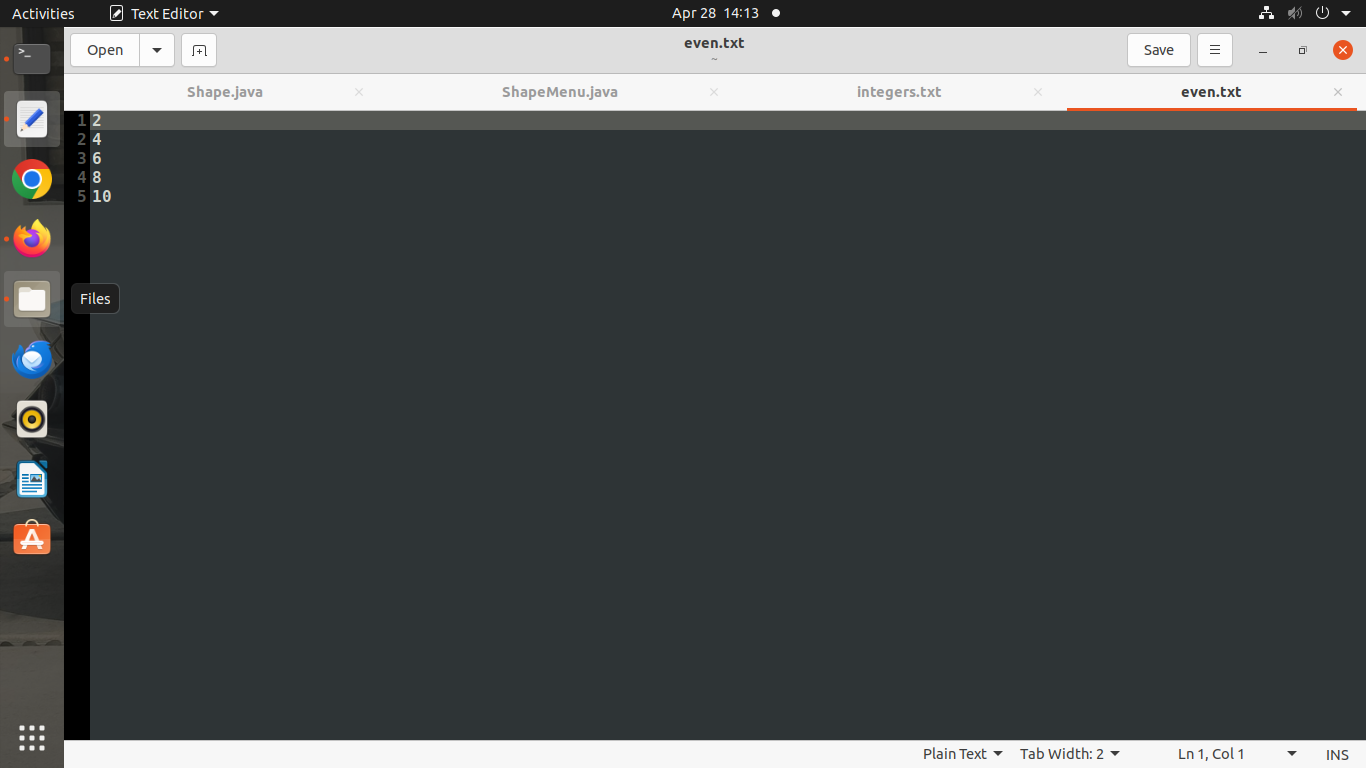 Activities
Text Editor
Apr 28 14:13
Open
even.txt
~
Save
Shape.java
ShapeMenu.java
integers.txt
even.txt
1 2
2 4
3 6
4 8
5 10
Files
Plain Text
Tab Width: 2
Ln 1, Col 1
INS